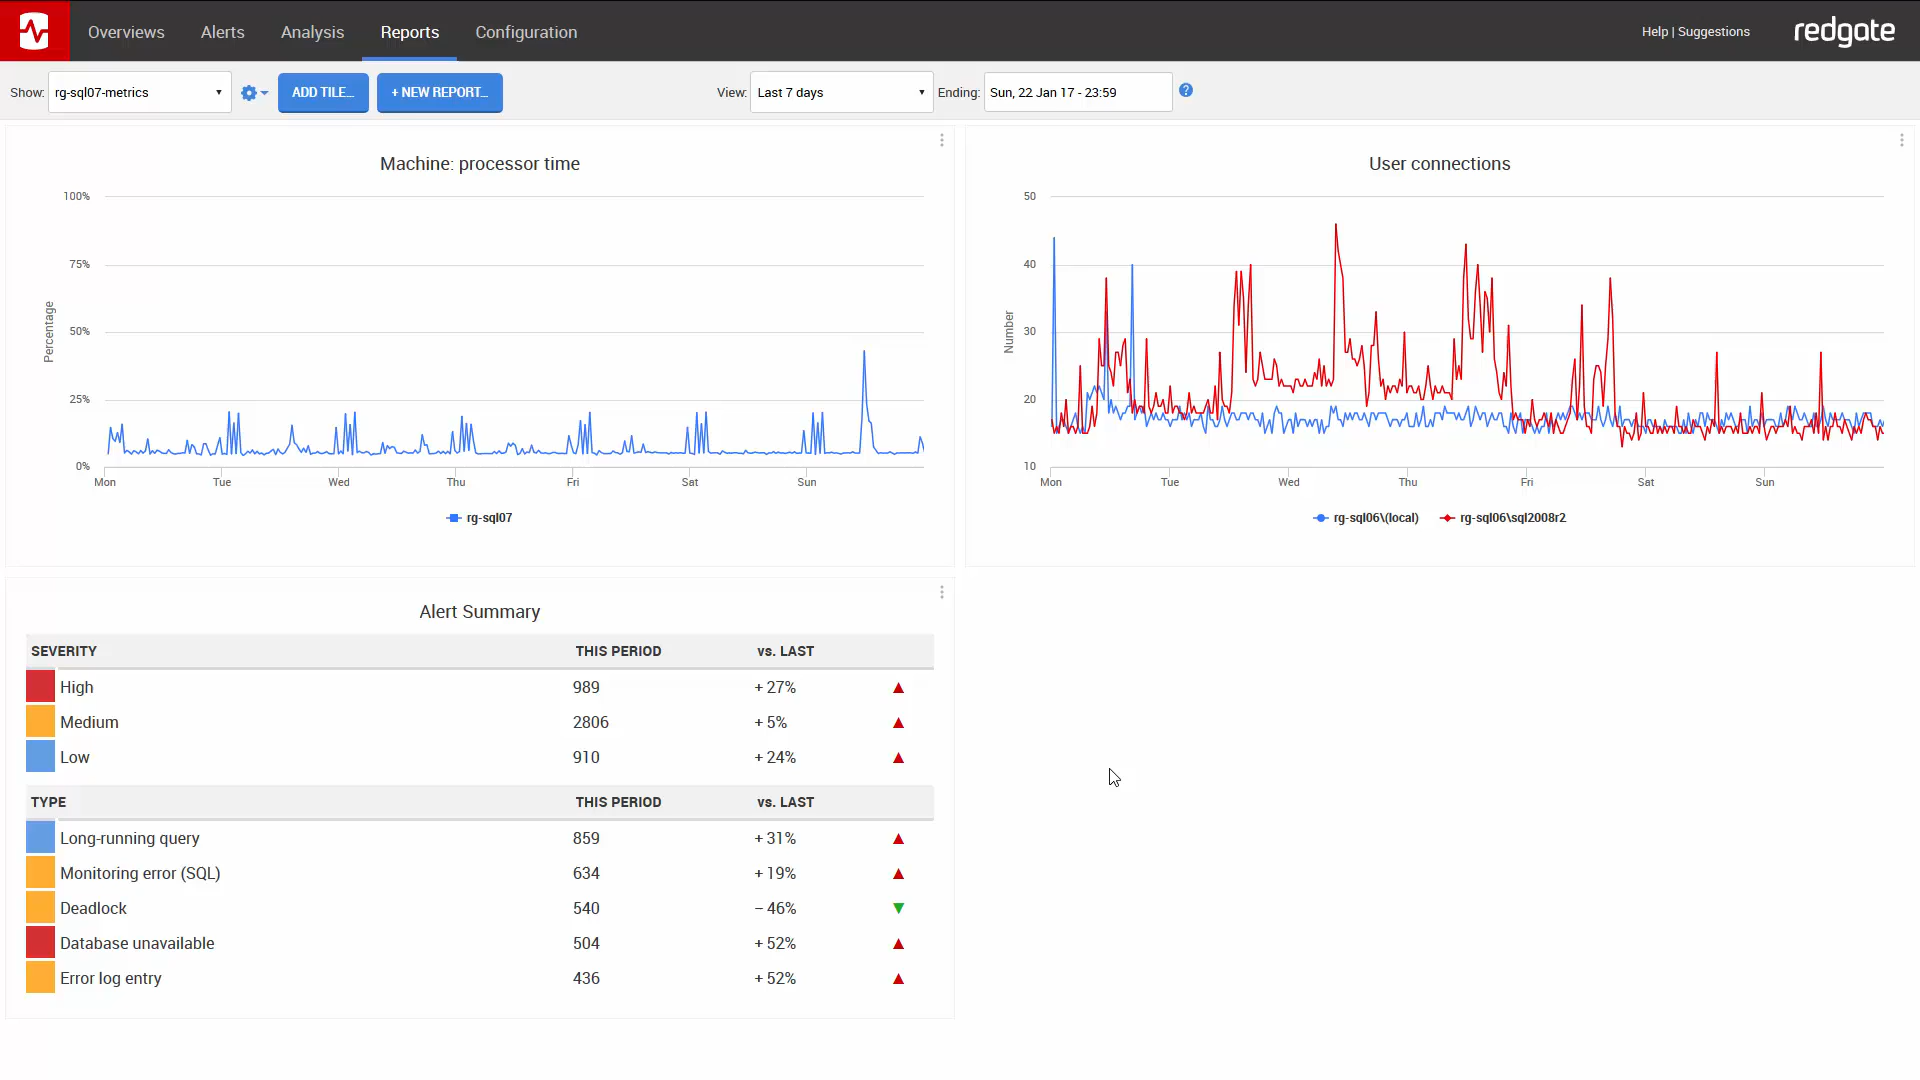 Overviews Alerts Analysis Reports Configuration Help | Suggestions redgate
Show: rg-sql07-metrics ADD TILE... + NEW REPORT... View: Last 7 days Ending: Sun, 22 Jan 17 - 23:59 ?
Machine: processor time
100%
75%
50%
25%
0%
Percentage
Mon Tue Wed Thu Fri Sat Sun
rg-sql07
User connections
50
40
30
20
10
Number
Mon Tue Wed Thu Fri Sat Sun
rg-sql06\(local) rg-sql06\sql2008r2
Alert Summary
SEVERITY THIS PERIOD vs. LAST
High 989 + 27%
Medium 2806 + 5%
Low 910 + 24%
TYPE THIS PERIOD vs. LAST
Long-running query 859 + 31%
Monitoring error (SQL) 634 + 19%
Deadlock 540 − 46%
Database unavailable 504 + 52%
Error log entry 436 + 52%